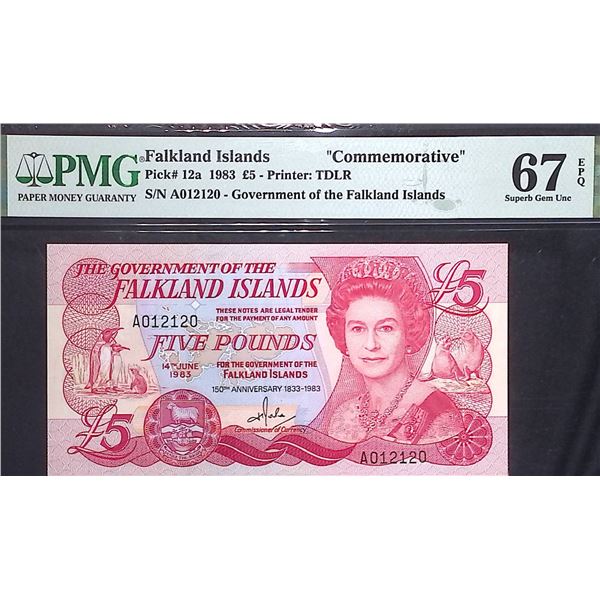 PMG
PAPER MONEY GUARANTY
®Falkland Islands "Commemorative"
Pick# 12a 1983 £5 - Printer: TDLR
S/N A012120 - Government of the Falkland Islands
67 EPQ
Superb Gem Unc
THE GOVERNMENT OF THE
FALKLAND ISLANDS
£5
A012120
THESE NOTES ARE LEGAL TENDER
FOR THE PAYMENT OF ANY AMOUNT
FIVE POUNDS
14TH JUNE
1983
FOR THE GOVERNMENT OF THE
FALKLAND ISLANDS
150TH ANNIVERSARY 1833-1983
£5
Commissioner of Currency
A012120